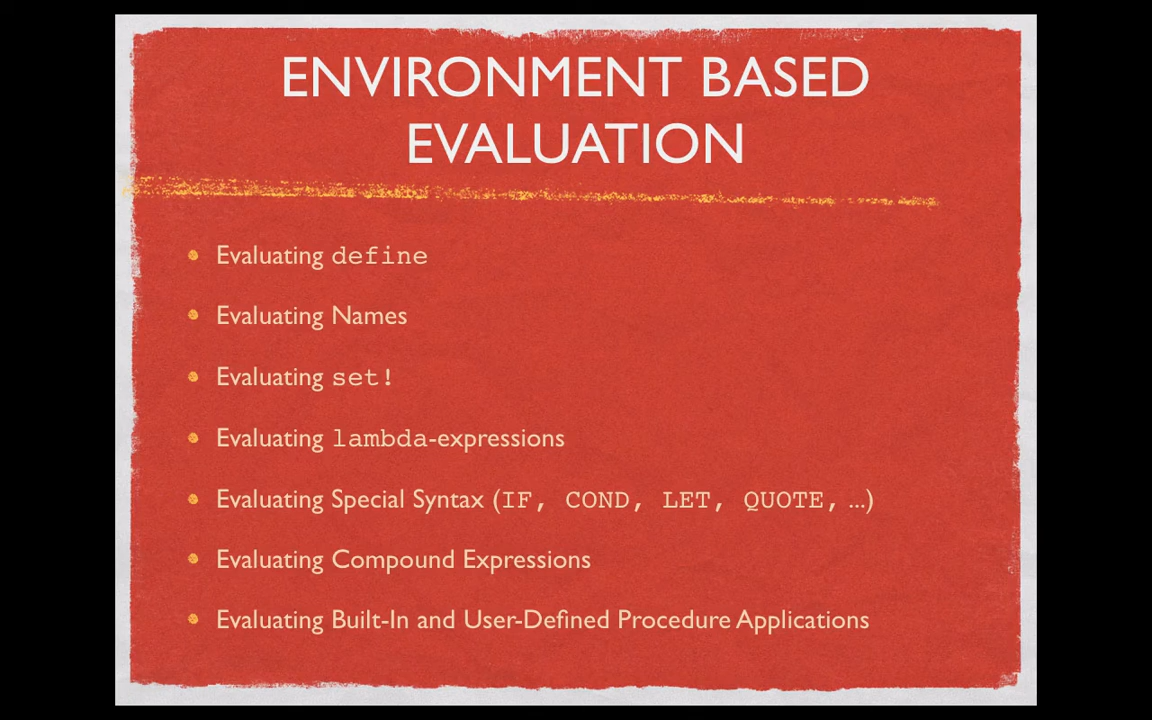 ENVIRONMENT BASED
EVALUATION
Evaluating define
Evaluating Names
Evaluating set!
Evaluating lambda-expressions
Evaluating Special Syntax (IF, COND, LET, QUOTE, ...)
Evaluating Compound Expressions
Evaluating Built-In and User-Defined Procedure Applications